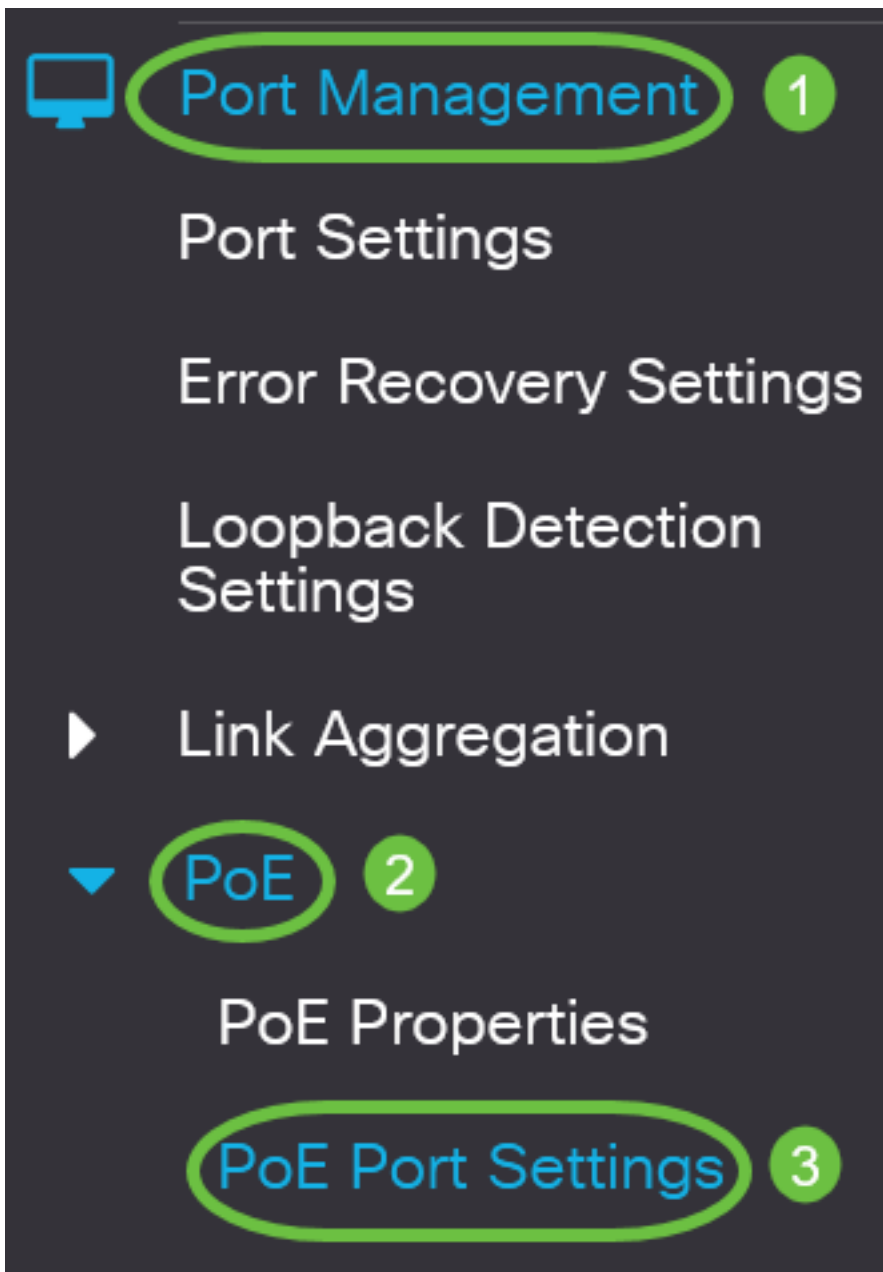 Port Management 1
Port Settings
Error Recovery Settings
Loopback Detection
Settings
Link Aggregation
PoE 2
PoE Properties
PoE Port Settings 3